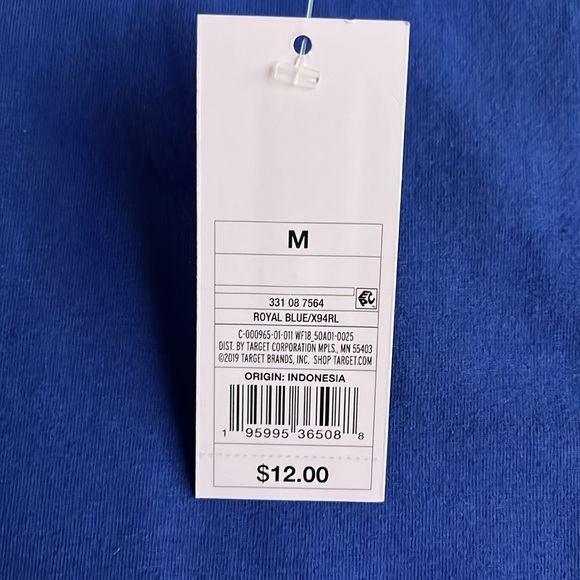 M
331 08 7564
ROYAL BLUE/X94RL
C-000965-01-011 WF18_50A01-0025
DIST. BY TARGET CORPORATION MPLS., MN 55403
©2019 TARGET BRANDS, INC. SHOP TARGET.COM
ORIGIN: INDONESIA
1 95995 36508 8
$12.00